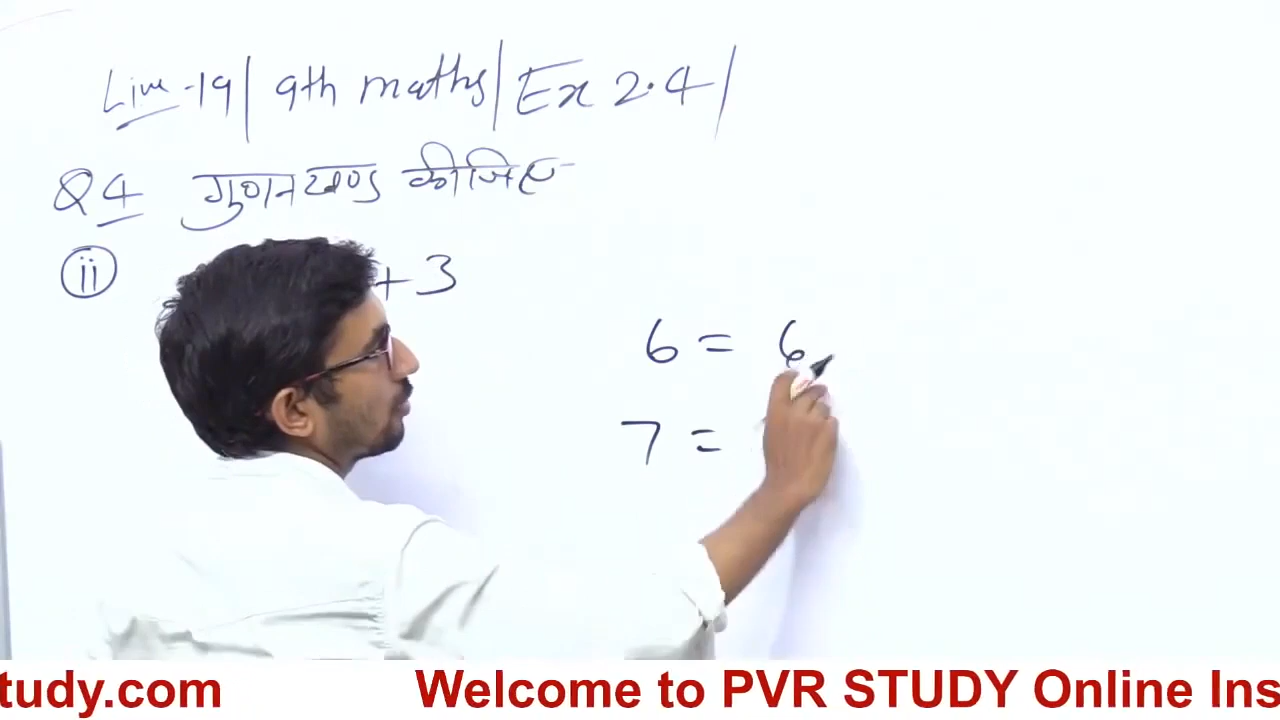 Live-19 | 9th maths | Ex 2.4 |
Q4 गुणनखण्ड कीजिए
(ii) + 3
6 = 6
7 =
tudy.com Welcome to PVR STUDY Online Ins